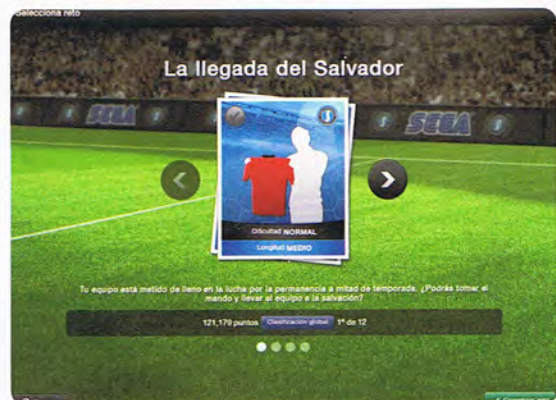 Selecciona reto
La llegada del Salvador
SEGA
SEGA
Dificultad NORMAL
Longitud MEDIO
Tu equipo está metido de lleno en la lucha por la permanencia a mitad de temporada. ¿Podrás tomar el
mando y llevar al equipo a la salvación?
121,179 puntos Clasificación global 1º de 12